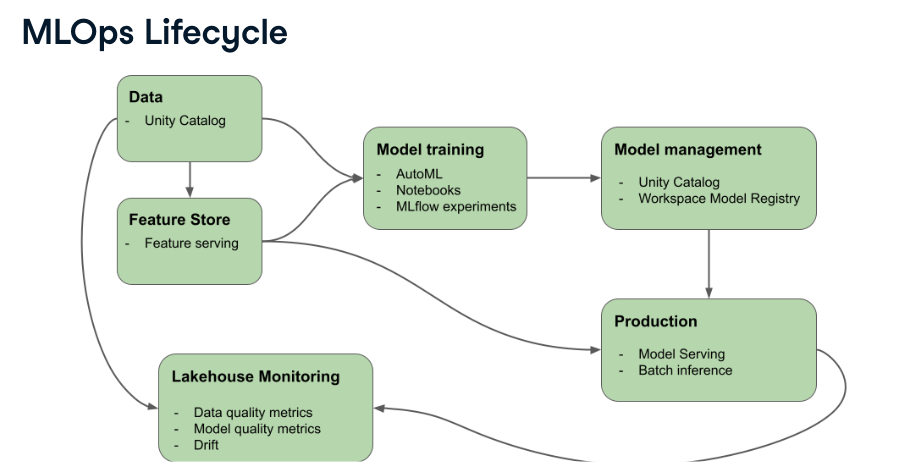 MLOps Lifecycle
Data
- Unity Catalog
Feature Store
- Feature serving
Model training
- AutoML
- Notebooks
- MLflow experiments
Model management
- Unity Catalog
- Workspace Model Registry
Production
- Model Serving
- Batch inference
Lakehouse Monitoring
- Data quality metrics
- Model quality metrics
- Drift